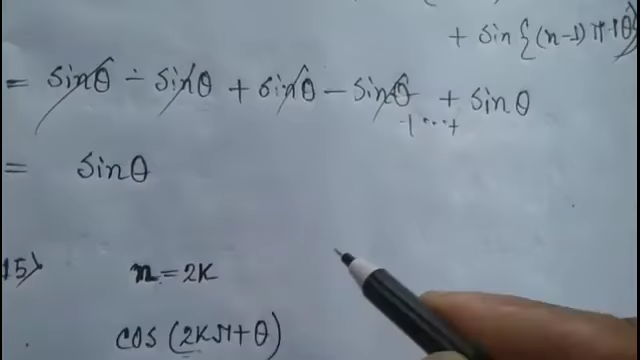 + sin{(n-1)π+θ}
= sinθ - sinθ + sinθ - sinθ + ... + sinθ
= sinθ
15) n = 2K
cos (2Kπ+θ)